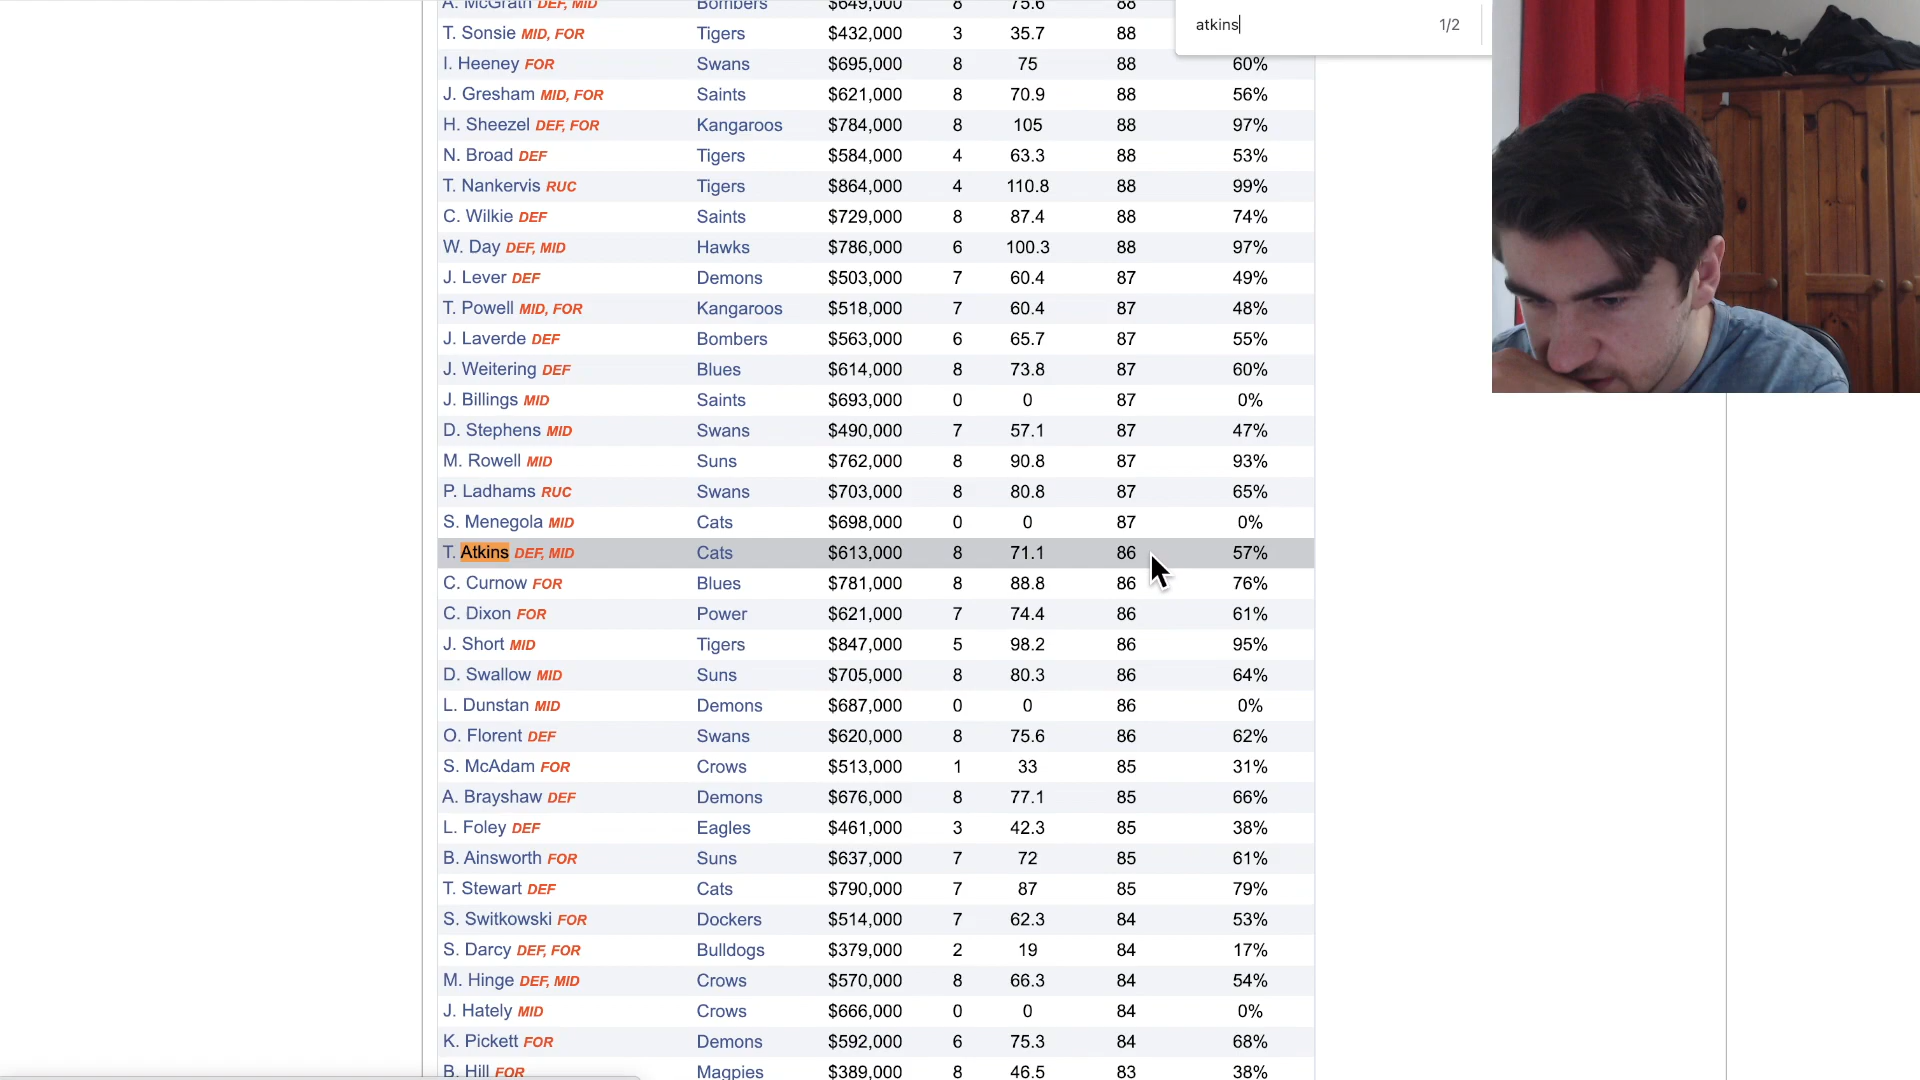 A. McGrath DEF, MID Bombers $649,000 8 75.6 88
atkins 1/2
T. Sonsie MID, FOR Tigers $432,000 3 35.7 88
I. Heeney FOR Swans $695,000 8 75 88 60%
J. Gresham MID, FOR Saints $621,000 8 70.9 88 56%
H. Sheezel DEF, FOR Kangaroos $784,000 8 105 88 97%
N. Broad DEF Tigers $584,000 4 63.3 88 53%
T. Nankervis RUC Tigers $864,000 4 110.8 88 99%
C. Wilkie DEF Saints $729,000 8 87.4 88 74%
W. Day DEF, MID Hawks $786,000 6 100.3 88 97%
J. Lever DEF Demons $503,000 7 60.4 87 49%
T. Powell MID, FOR Kangaroos $518,000 7 60.4 87 48%
J. Laverde DEF Bombers $563,000 6 65.7 87 55%
J. Weitering DEF Blues $614,000 8 73.8 87 60%
J. Billings MID Saints $693,000 0 0 87 0%
D. Stephens MID Swans $490,000 7 57.1 87 47%
M. Rowell MID Suns $762,000 8 90.8 87 93%
P. Ladhams RUC Swans $703,000 8 80.8 87 65%
S. Menegola MID Cats $698,000 0 0 87 0%
T. Atkins DEF, MID Cats $613,000 8 71.1 86 57%
C. Curnow FOR Blues $781,000 8 88.8 86 76%
C. Dixon FOR Power $621,000 7 74.4 86 61%
J. Short MID Tigers $847,000 5 98.2 86 95%
D. Swallow MID Suns $705,000 8 80.3 86 64%
L. Dunstan MID Demons $687,000 0 0 86 0%
O. Florent DEF Swans $620,000 8 75.6 86 62%
S. McAdam FOR Crows $513,000 1 33 85 31%
A. Brayshaw DEF Demons $676,000 8 77.1 85 66%
L. Foley DEF Eagles $461,000 3 42.3 85 38%
B. Ainsworth FOR Suns $637,000 7 72 85 61%
T. Stewart DEF Cats $790,000 7 87 85 79%
S. Switkowski FOR Dockers $514,000 7 62.3 84 53%
S. Darcy DEF, FOR Bulldogs $379,000 2 19 84 17%
M. Hinge DEF, MID Crows $570,000 8 66.3 84 54%
J. Hately MID Crows $666,000 0 0 84 0%
K. Pickett FOR Demons $592,000 6 75.3 84 68%
B. Hill FOR Magpies $389,000 8 46.5 83 38%